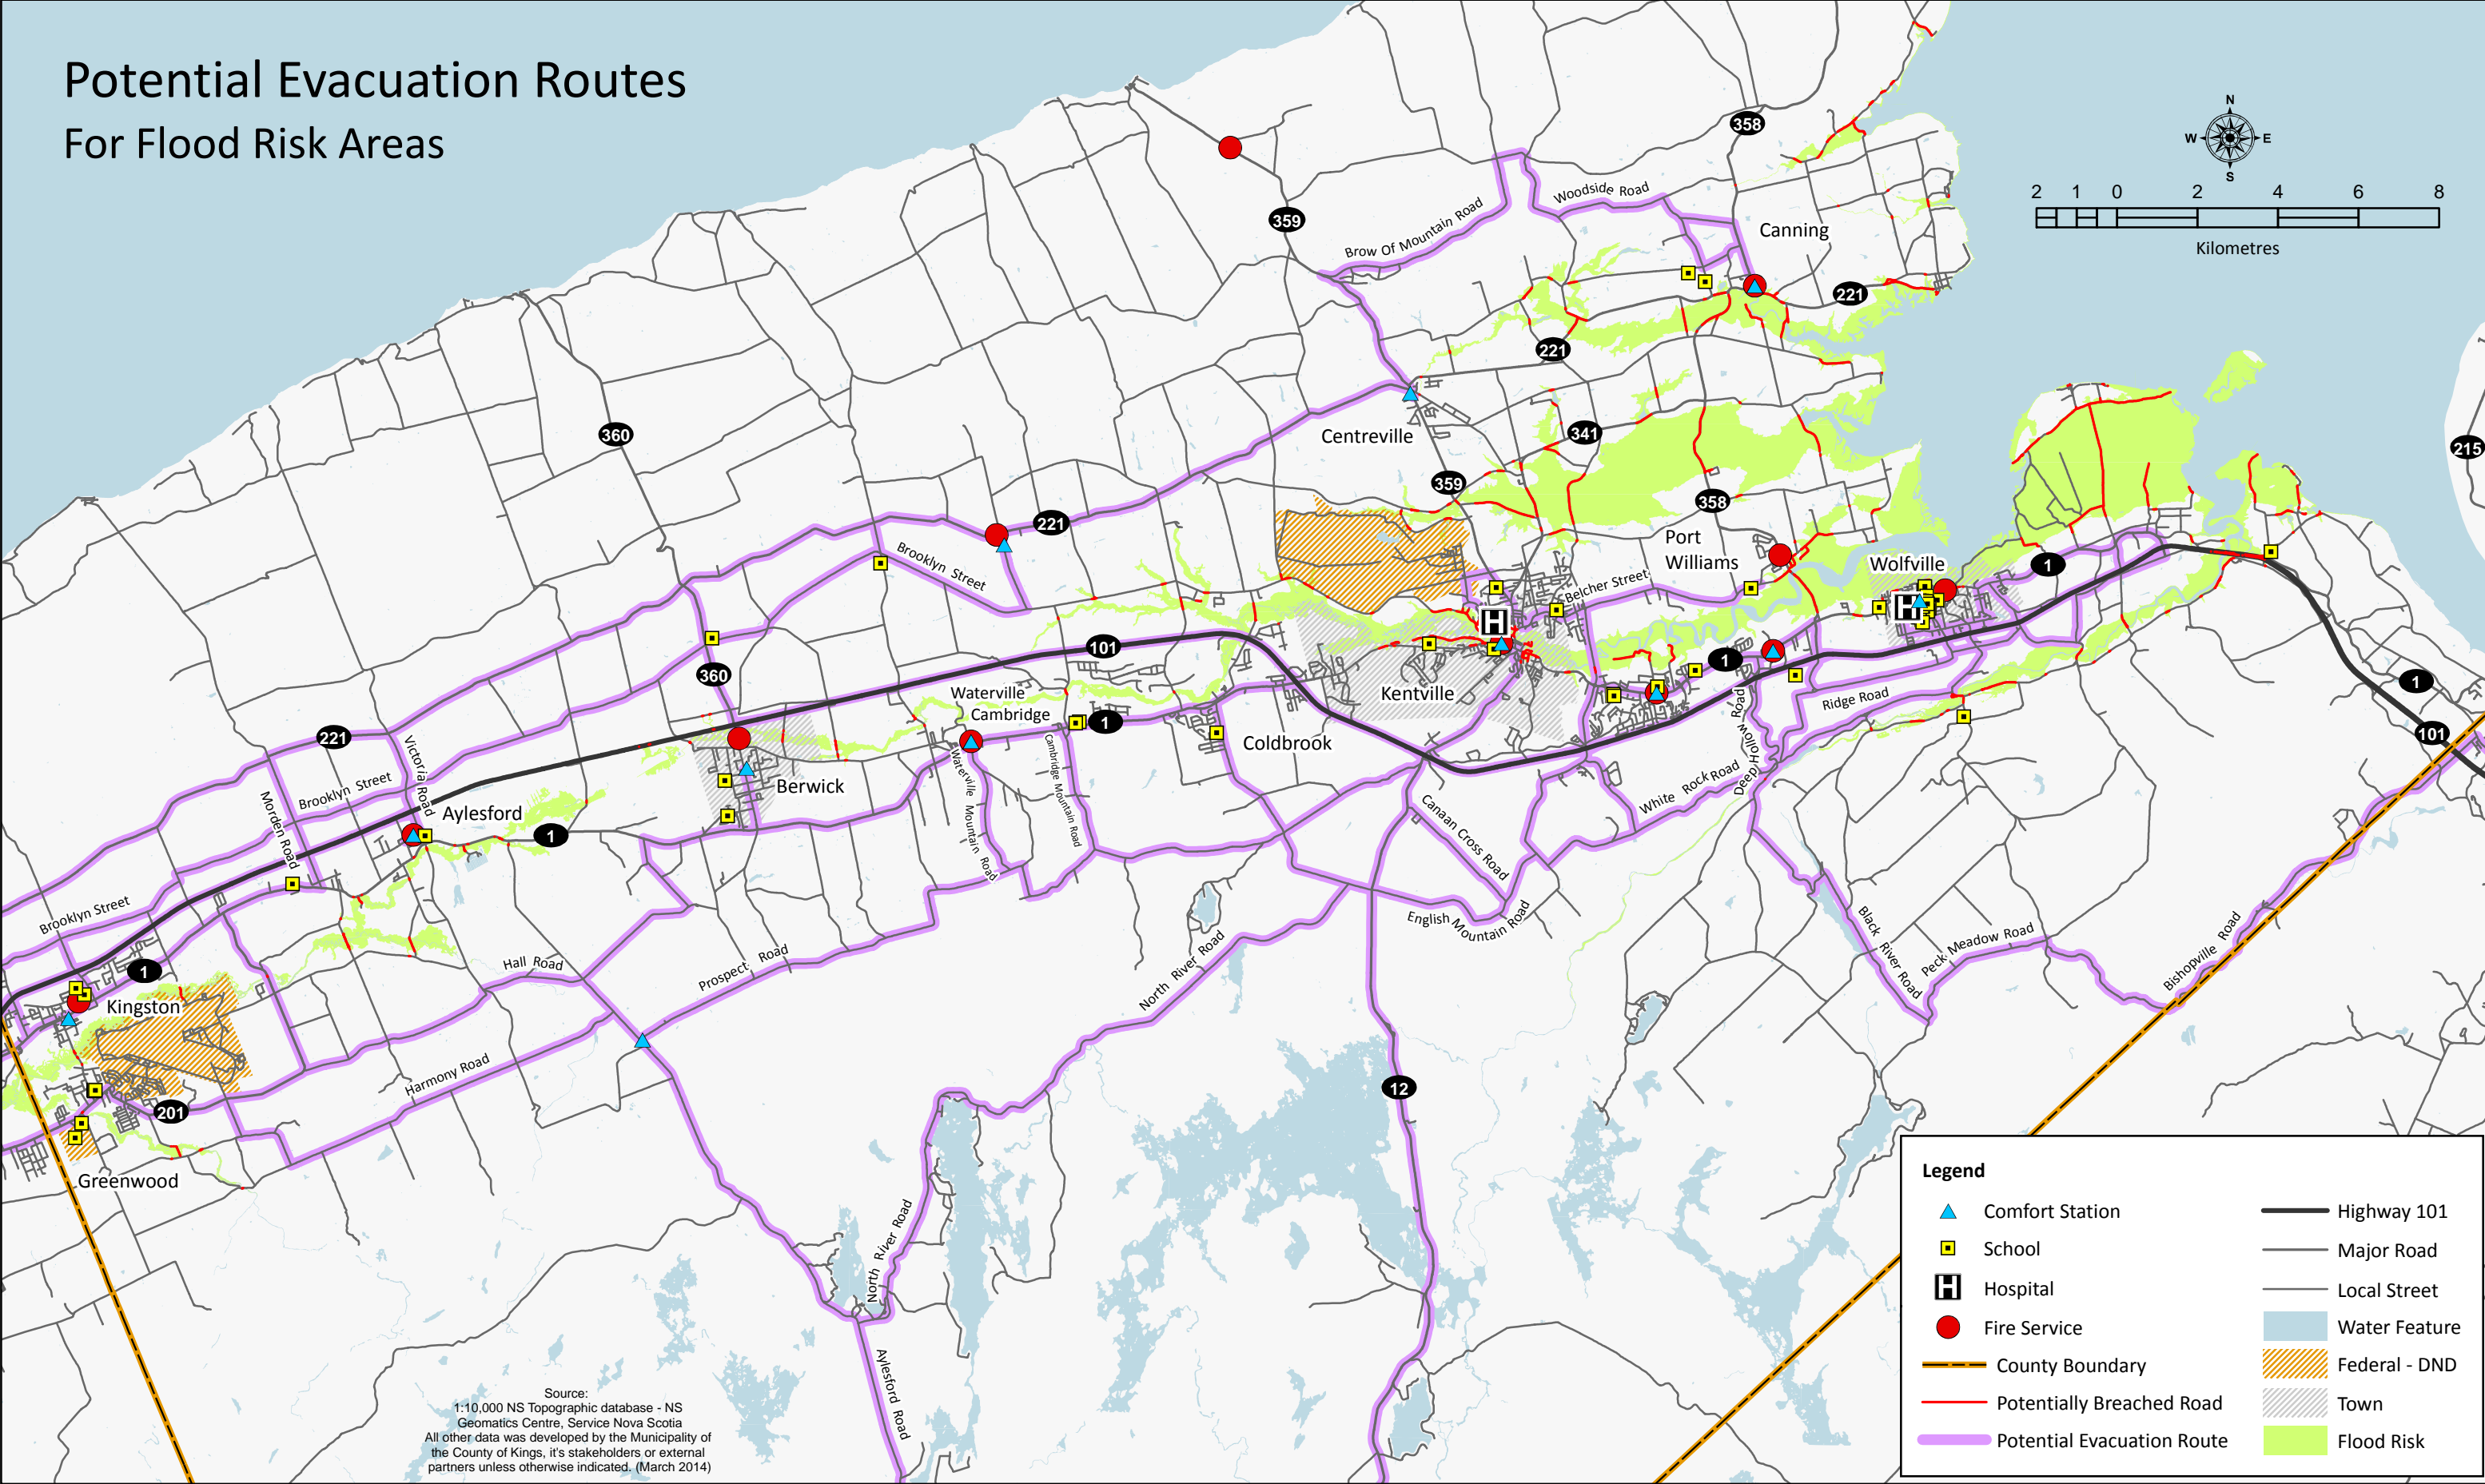 Potential Evacuation Routes
For Flood Risk Areas
N
W
E
S
2 1 0 2 4 6 8
Kilometres
358
359
Woodside Road
Brow Of Mountain Road
Canning
221
221
360
Centreville
341
215
359
358
221
Brooklyn Street
Port
Williams
Wolfville
1
Belcher Street
H
H
101
1
360
Waterville
Cambridge
1
Kentville
Ridge Road
1
Coldbrook
101
221
Victoria Road
Deep Hollow Road
Brooklyn Street
Morden Road
Aylesford
Berwick
Waterville Mountain Road
Cambridge Mountain Road
White Rock Road
Canaan Cross Road
1
Brooklyn Street
English Mountain Road
Black River Road
Peck Meadow Road
Bishopville Road
1
Hall Road
Prospect Road
North River Road
Kingston
Harmony Road
12
201
Greenwood
North River Road
Aylesford Road
Source:
1:10,000 NS Topographic database - NS
Geomatics Centre, Service Nova Scotia
All other data was developed by the Municipality of
the County of Kings, it's stakeholders or external
partners unless otherwise indicated. (March 2014)
Legend
Comfort Station
School
H Hospital
Fire Service
County Boundary
Potentially Breached Road
Potential Evacuation Route
Highway 101
Major Road
Local Street
Water Feature
Federal - DND
Town
Flood Risk